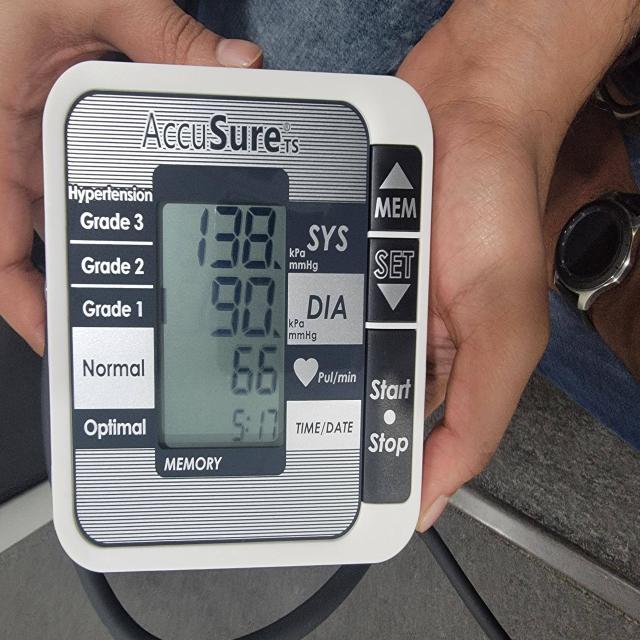 AccuSure® TS
Hypertension
Grade 3
Grade 2
Grade 1
Normal
Optimal
138
kPa
mmHg
SYS
90
kPa
mmHg
DIA
66
Pul/min
5:17
TIME/DATE
MEMORY
MEM
SET
Start
Stop